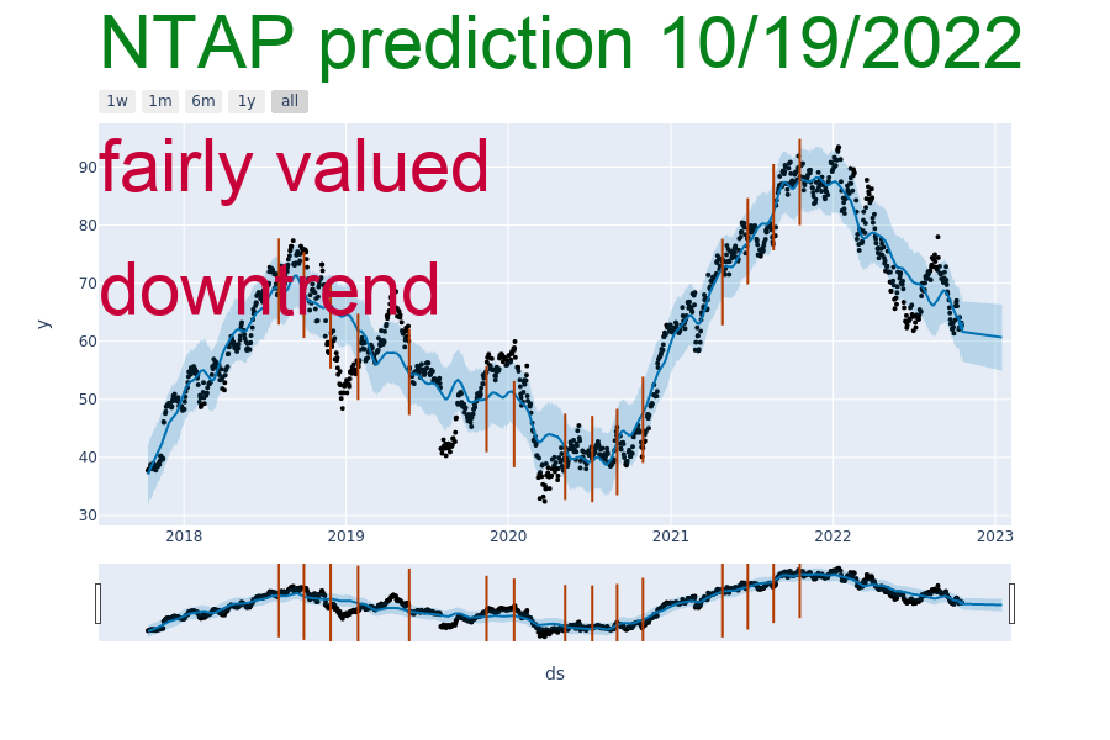 NTAP prediction 10/19/2022
1w 1m 6m 1y all
fairly valued
downtrend
90
80
70
60
50
40
30
y
2018 2019 2020 2021 2022 2023
ds